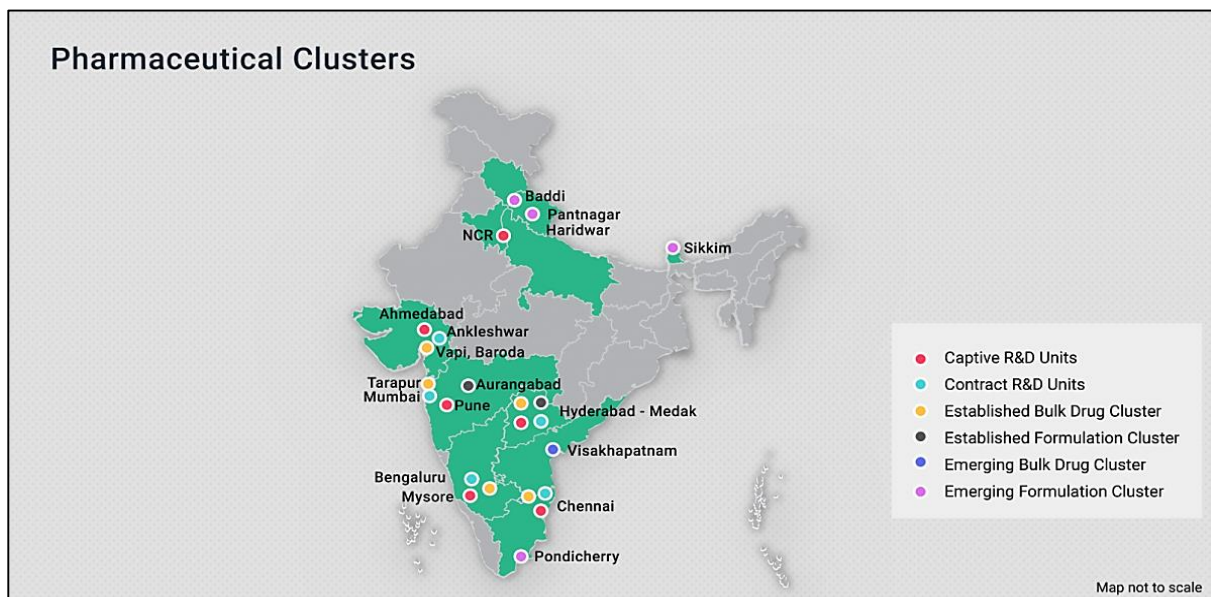 Pharmaceutical Clusters
Baddi
Pantnagar
Haridwar
NCR
Sikkim
Ahmedabad
Ankleshwar
Vapi, Baroda
Tarapur
Aurangabad
Mumbai
Pune
Hyderabad - Medak
Visakhapatnam
Bengaluru
Mysore
Chennai
Pondicherry
Captive R&D Units
Contract R&D Units
Established Bulk Drug Cluster
Established Formulation Cluster
Emerging Bulk Drug Cluster
Emerging Formulation Cluster
Map not to scale